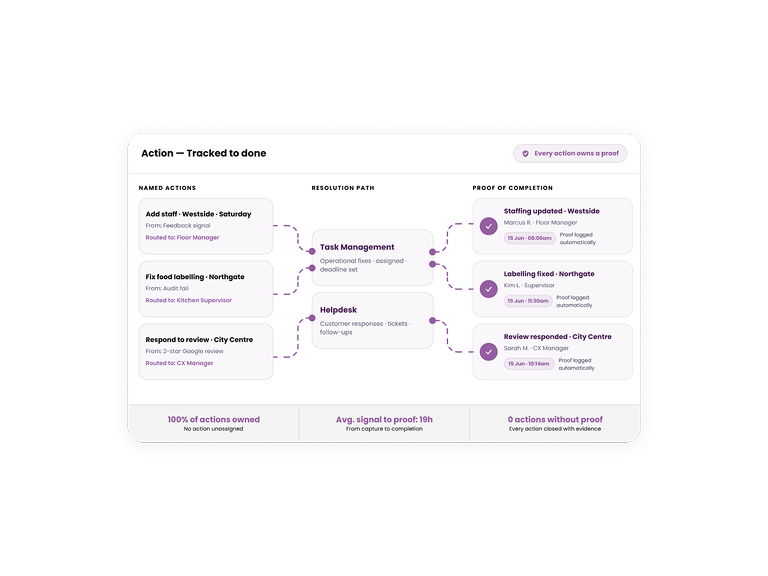 Action — Tracked to done
Every action owns a proof
NAMED ACTIONS
Add staff · Westside · Saturday
From: Feedback signal
Routed to: Floor Manager
Fix food labelling · Northgate
From: Audit fail
Routed to: Kitchen Supervisor
Respond to review · City Centre
From: 2-star Google review
Routed to: CX Manager
RESOLUTION PATH
Task Management
Operational fixes · assigned ·
deadline set
Helpdesk
Customer responses · tickets ·
follow-ups
PROOF OF COMPLETION
Staffing updated · Westside
Marcus R. · Floor Manager
15 Jun · 08:00am
Proof logged
automatically
Labelling fixed · Northgate
Kim L. · Supervisor
15 Jun · 11:30am
Proof logged
automatically
Review responded · City Centre
Sarah M. · CX Manager
15 Jun · 10:14am
Proof logged
automatically
100% of actions owned
No action unassigned
Avg. signal to proof: 19h
From capture to completion
0 actions without proof
Every action closed with evidence